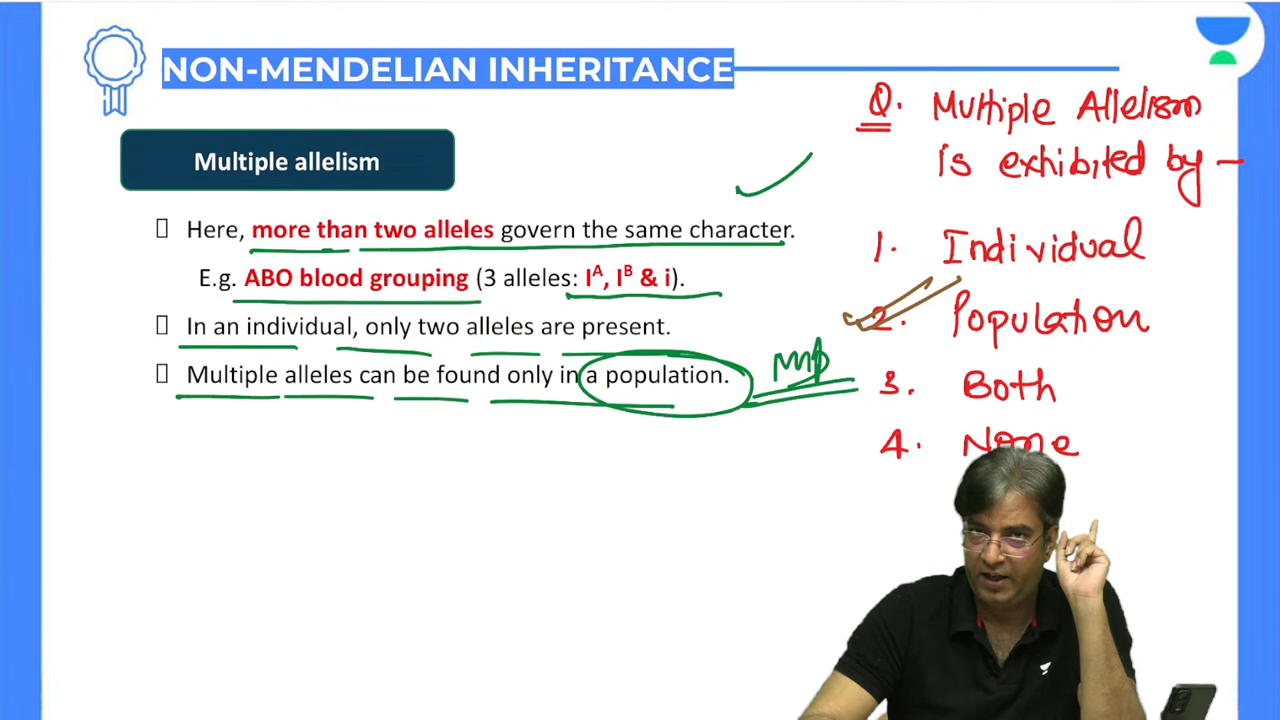 NON-MENDELIAN INHERITANCE
Multiple allelism
Here, more than two alleles govern the same character.
E.g. ABO blood grouping (3 alleles: Iᴬ, Iᴮ & i).
In an individual, only two alleles are present.
Multiple alleles can be found only in a population.
Q. Multiple Allelism
is exhibited by –
1. Individual
2. Population
3. Both
4. None